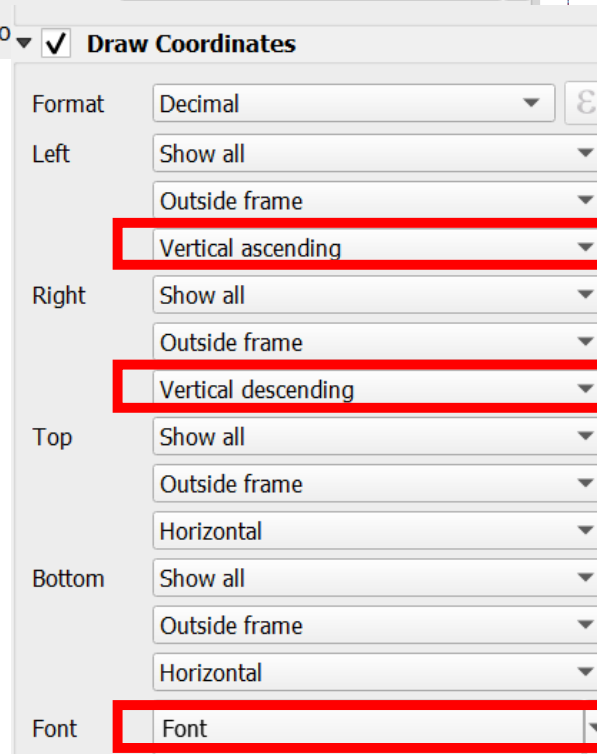 Draw Coordinates
Format Decimal ε
Left Show all
Outside frame
Vertical ascending
Right Show all
Outside frame
Vertical descending
Top Show all
Outside frame
Horizontal
Bottom Show all
Outside frame
Horizontal
Font Font